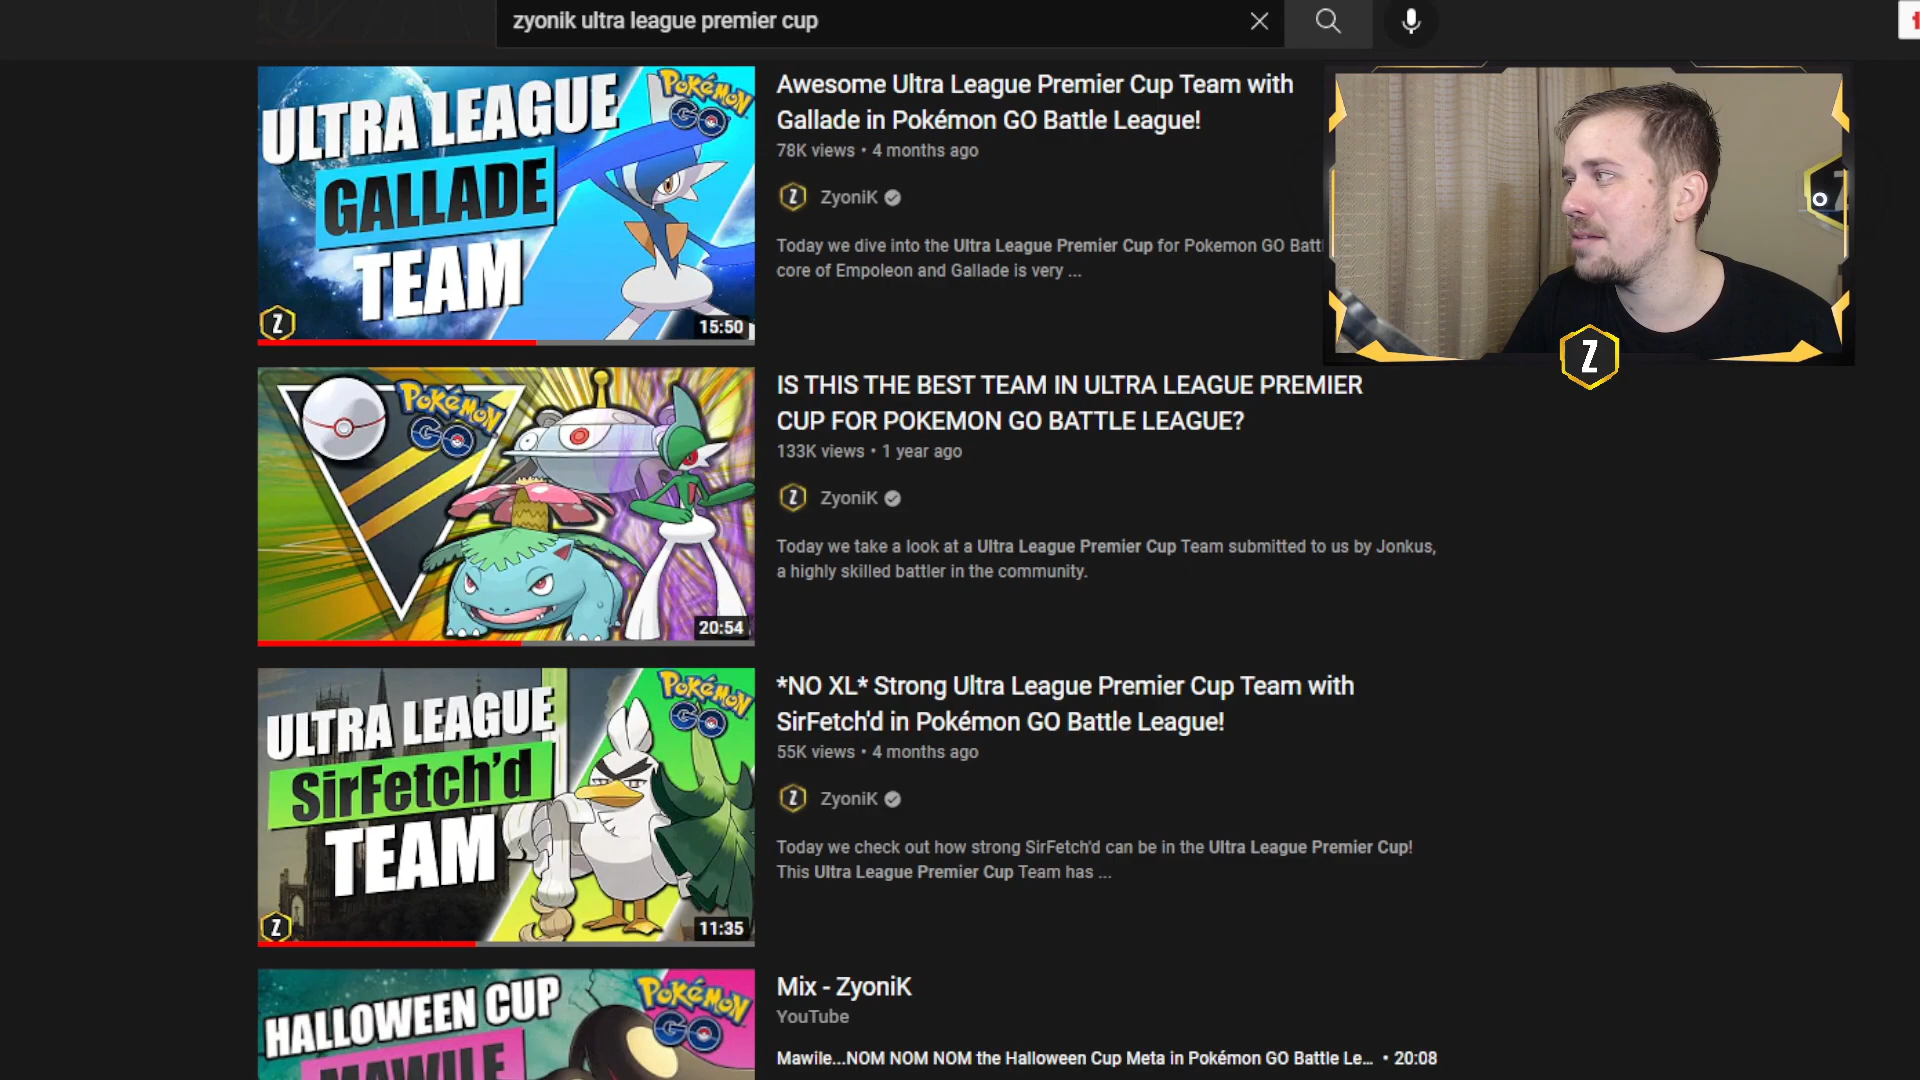 zyonik ultra league premier cup
ULTRA LEAGUE
GALLADE
TEAM
Pokémon
GO
Z
15:50
Awesome Ultra League Premier Cup Team with
Gallade in Pokémon GO Battle League!
78K views • 4 months ago
Z ZyoniK
Today we dive into the Ultra League Premier Cup for Pokemon GO Batt
core of Empoleon and Gallade is very ...
Z
Pokémon
GO
20:54
IS THIS THE BEST TEAM IN ULTRA LEAGUE PREMIER
CUP FOR POKEMON GO BATTLE LEAGUE?
133K views • 1 year ago
Z ZyoniK
Today we take a look at a Ultra League Premier Cup Team submitted to us by Jonkus,
a highly skilled battler in the community.
ULTRA LEAGUE
SirFetch'd
TEAM
Pokémon
GO
Z
11:35
*NO XL* Strong Ultra League Premier Cup Team with
SirFetch'd in Pokémon GO Battle League!
55K views • 4 months ago
Z ZyoniK
Today we check out how strong SirFetch'd can be in the Ultra League Premier Cup!
This Ultra League Premier Cup Team has ...
HALLOWEEN CUP
MAWILE
Pokémon
GO
Mix - ZyoniK
YouTube
Mawile...NOM NOM NOM the Halloween Cup Meta in Pokémon GO Battle Le... • 20:08